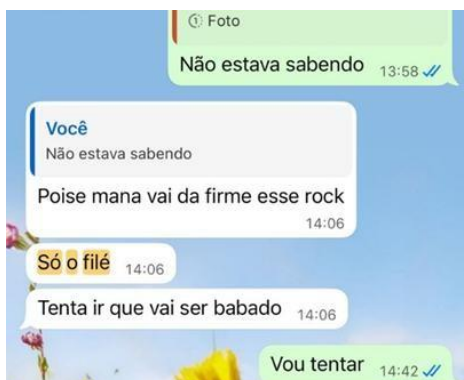 Foto
Não estava sabendo
13:58
Você
Não estava sabendo
Poise mana vai da firme esse rock
14:06
Só o filé
14:06
Tenta ir que vai ser babado
14:06
Vou tentar
14:42